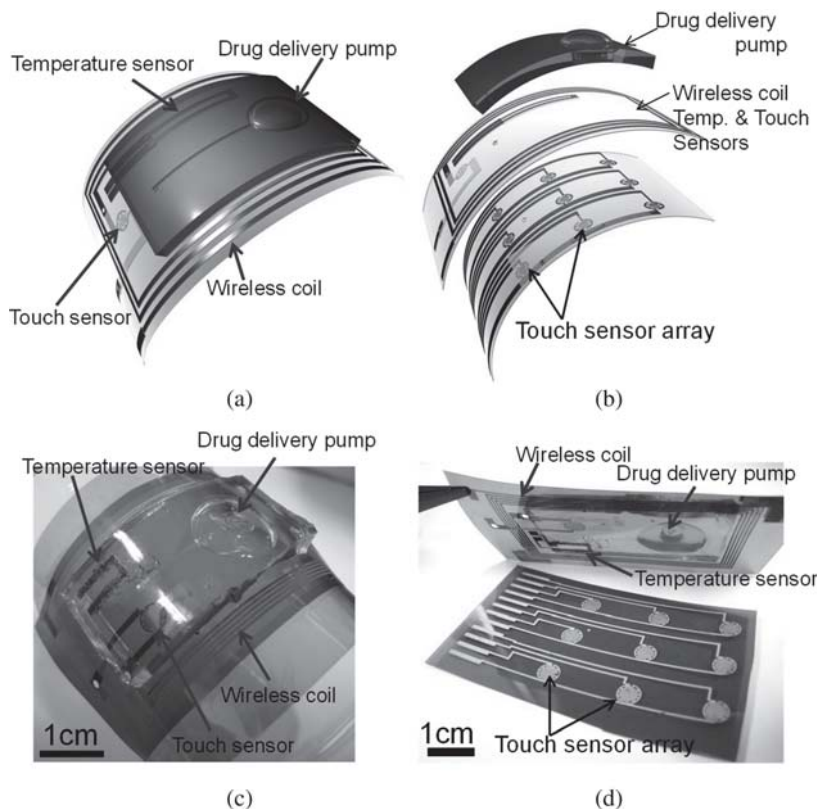 Drug delivery pump
Temperature sensor
Touch sensor
Wireless coil
(a)
Drug delivery
pump
Wireless coil
Temp. & Touch
Sensors
Touch sensor array
(b)
Drug delivery pump
Temperature sensor
Wireless coil
Touch sensor
1cm
(c)
Wireless coil
Drug delivery pump
Temperature sensor
1cm
Touch sensor array
(d)